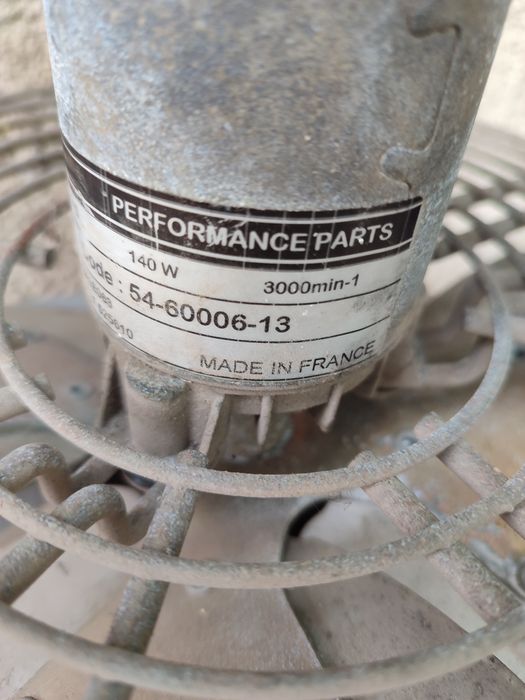 PERFORMANCE PARTS
140 W 3000min-1
ode : 54-60006-13
MADE IN FRANCE